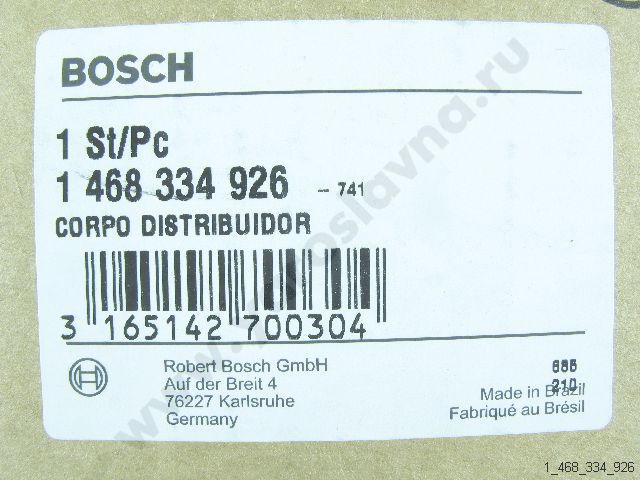 BOSCH
1 St/Pc
1 468 334 926 - 741
CORPO DISTRIBUIDOR
3 165142 700304
Robert Bosch GmbH
Auf der Breit 4
76227 Karlsruhe
Germany
210
Made in Brazil
Fabriqué au Brésil
1_468_334_926